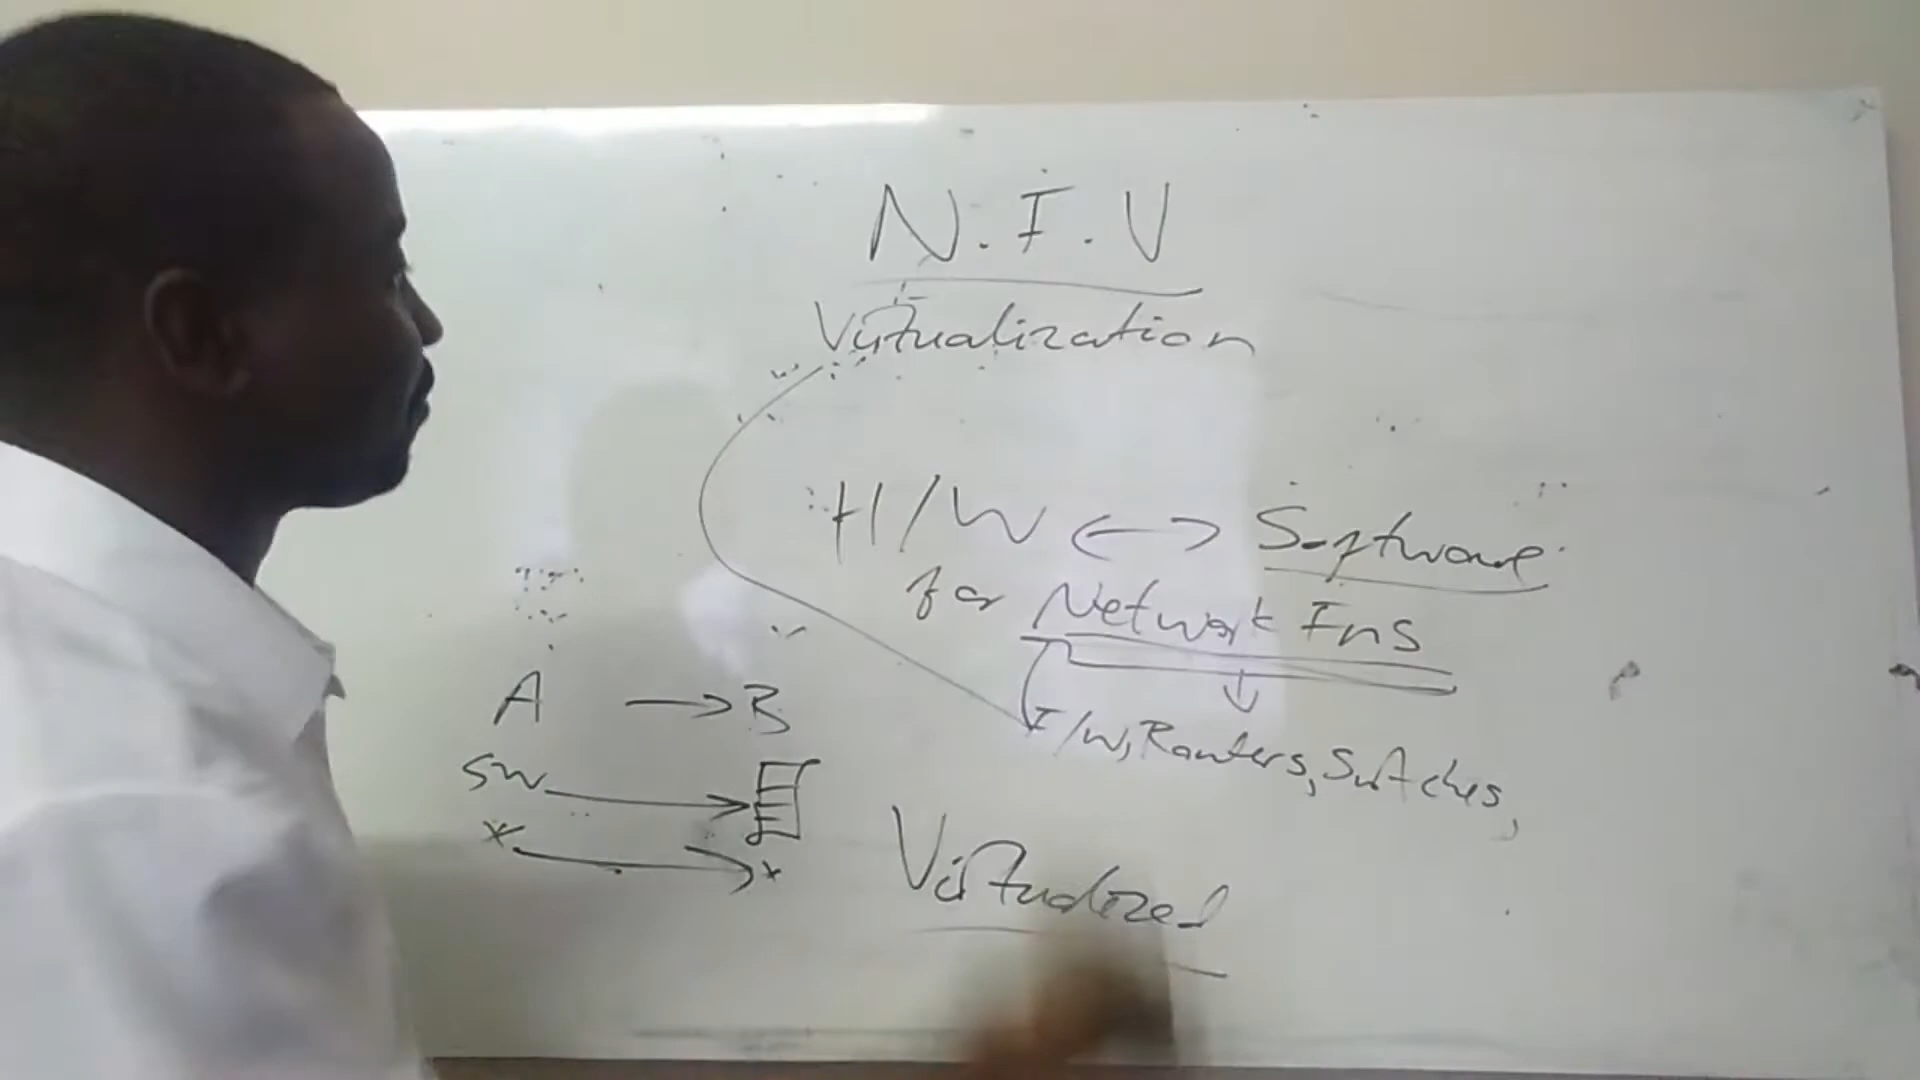 N.F.V
Virtualization
H/W <-> Software
for Network Fns
F/W, Routers, Switches,
A -> B
SW
Virtualized